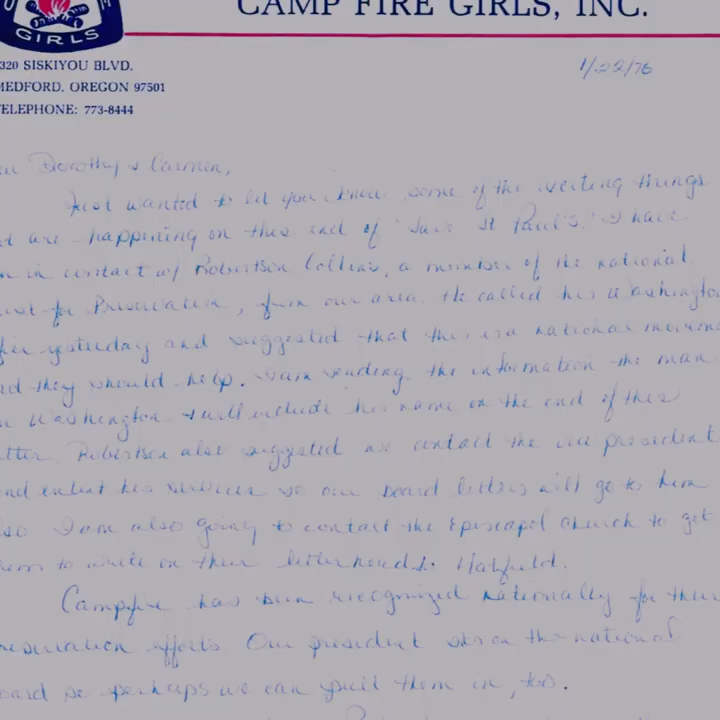 CAMP FIRE GIRLS, INC.
GIRLS
320 SISKIYOU BLVD.
MEDFORD, OREGON 97501
TELEPHONE: 773-8444
1/22/76
Dorothy & Carmen,
Just wanted to let you know some of the exciting things
are happening on this end of "Save St Paul's." I have
in contact w/ Robertson Collins, a member of the national
for Preservation, from our area. He called his Washington
yesterday and suggested that this is a national
they should help. I am sending the information the man
Washington & will include his name on the end of this
letter. Robertson also suggested we contact the vice president
and enlist his services so our board letters will go to him
also. I am also going to contact the Episcapol church to get
them to write on their letterhead Hatfield.
Campfire has been recognized nationally for their
preservation efforts. Our president sits on the national
board so perhaps we can pull them in, too.